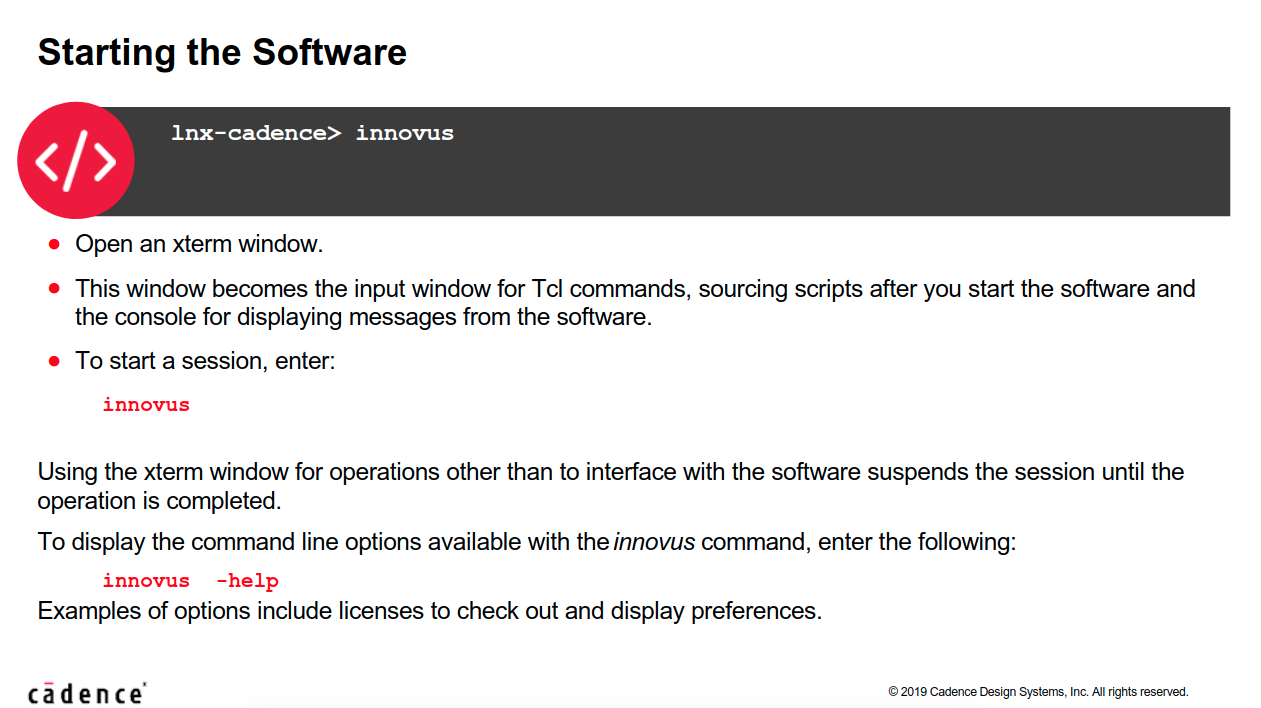 Starting the Software
lnx-cadence> innovus
</>
• Open an xterm window.
• This window becomes the input window for Tcl commands, sourcing scripts after you start the software and
the console for displaying messages from the software.
• To start a session, enter:
innovus
Using the xterm window for operations other than to interface with the software suspends the session until the
operation is completed.
To display the command line options available with the innovus command, enter the following:
innovus -help
Examples of options include licenses to check out and display preferences.
cādence
© 2019 Cadence Design Systems, Inc. All rights reserved.